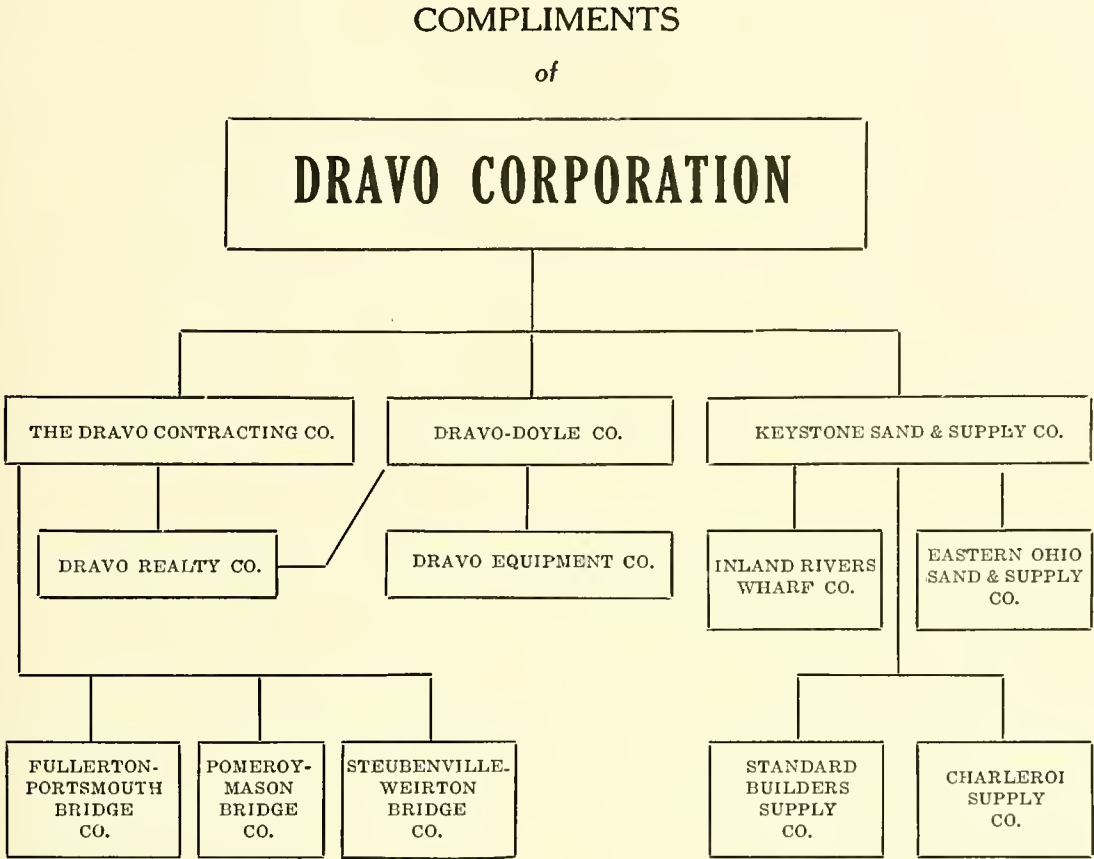 COMPLIMENTS
of
DRAVO CORPORATION
THE DRAVO CONTRACTING CO.
DRAVO-DOYLE CO.
KEYSTONE SAND & SUPPLY CO.
DRAVO REALTY CO.
DRAVO EQUIPMENT CO.
INLAND RIVERS
WHARF CO.
EASTERN OHIO
SAND & SUPPLY
CO.
FULLERTON-
PORTSMOUTH
BRIDGE
CO.
POMEROY-
MASON
BRIDGE
CO.
STEUBENVILLE-
WEIRTON
BRIDGE
CO.
STANDARD
BUILDERS
SUPPLY
CO.
CHARLEROI
SUPPLY
CO.